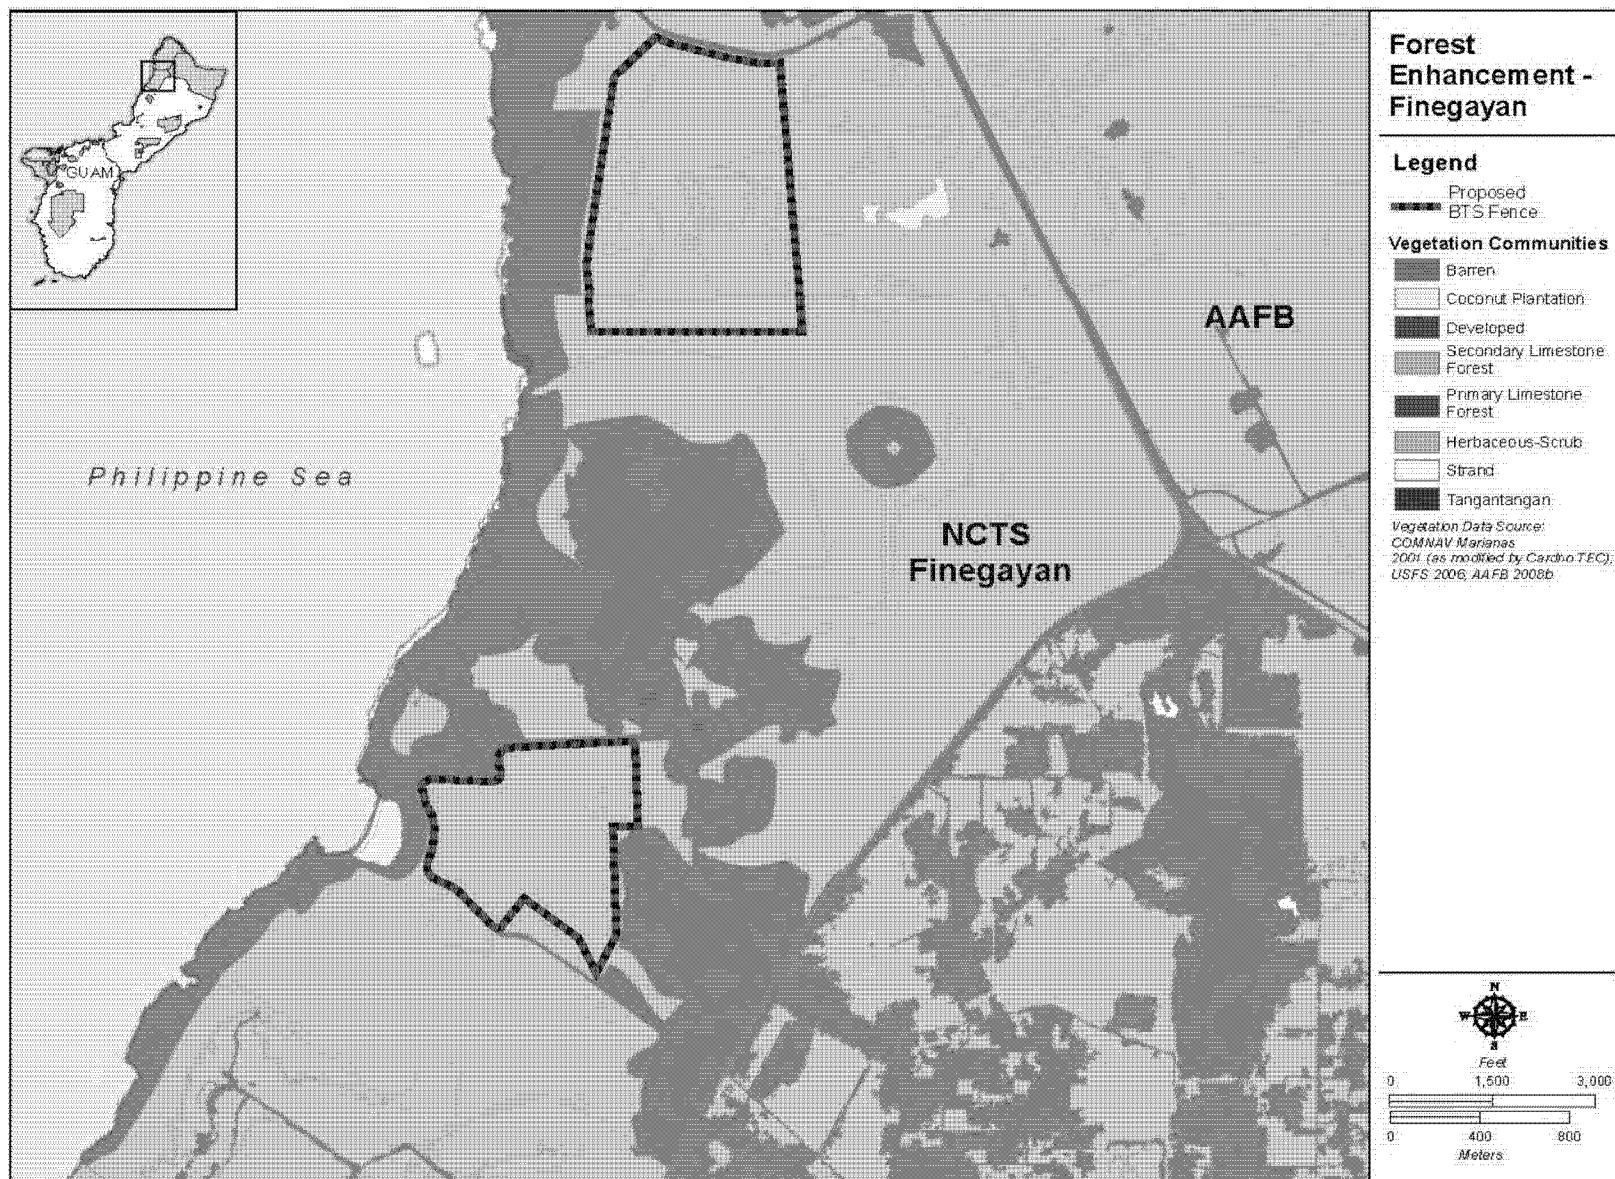 GUAM
Philippine Sea
AAFB
NCTS
Finegayan
Forest
Enhancement -
Finegayan
Legend
Proposed
BTS Fence
Vegetation Communities
Barren
Coconut Plantation
Developed
Secondary Limestone
Forest
Primary Limestone
Forest
Herbaceous-Scrub
Strand
Tangantangan
Vegetation Data Source:
COMNAV Marianas
2001 (as modified by Cardno TEC);
USFS 2006, AAFB 2008b
N
W E
S
Feet
0 1,500 3,000
0 400 800
Meters